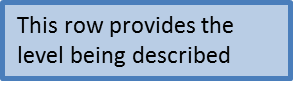 This row provides the
level being described